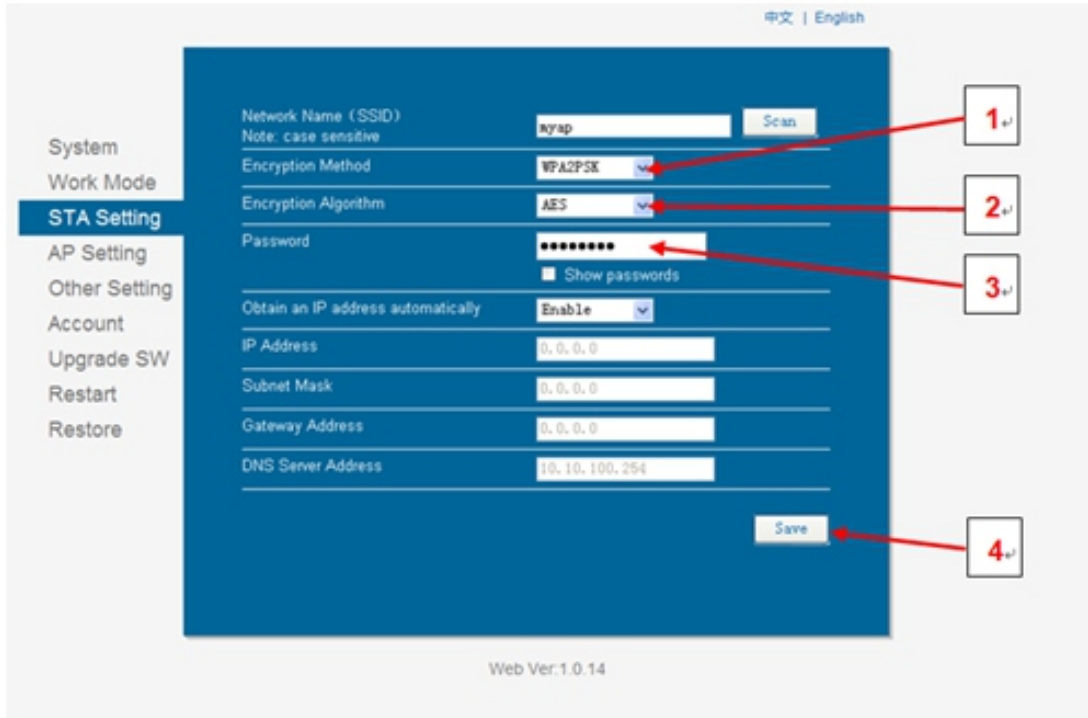 中文 | English
System
Work Mode
STA Setting
AP Setting
Other Setting
Account
Upgrade SW
Restart
Restore
Network Name (SSID)
Note: case sensitive
myap
Scan
Encryption Method
WPA2PSK
Encryption Algorithm
AES
Password
●●●●●●●●
Show passwords
Obtain an IP address automatically
Enable
IP Address
0.0.0.0
Subnet Mask
0.0.0.0
Gateway Address
0.0.0.0
DNS Server Address
10.10.100.254
Save
1
2
3
4
Web Ver:1.0.14